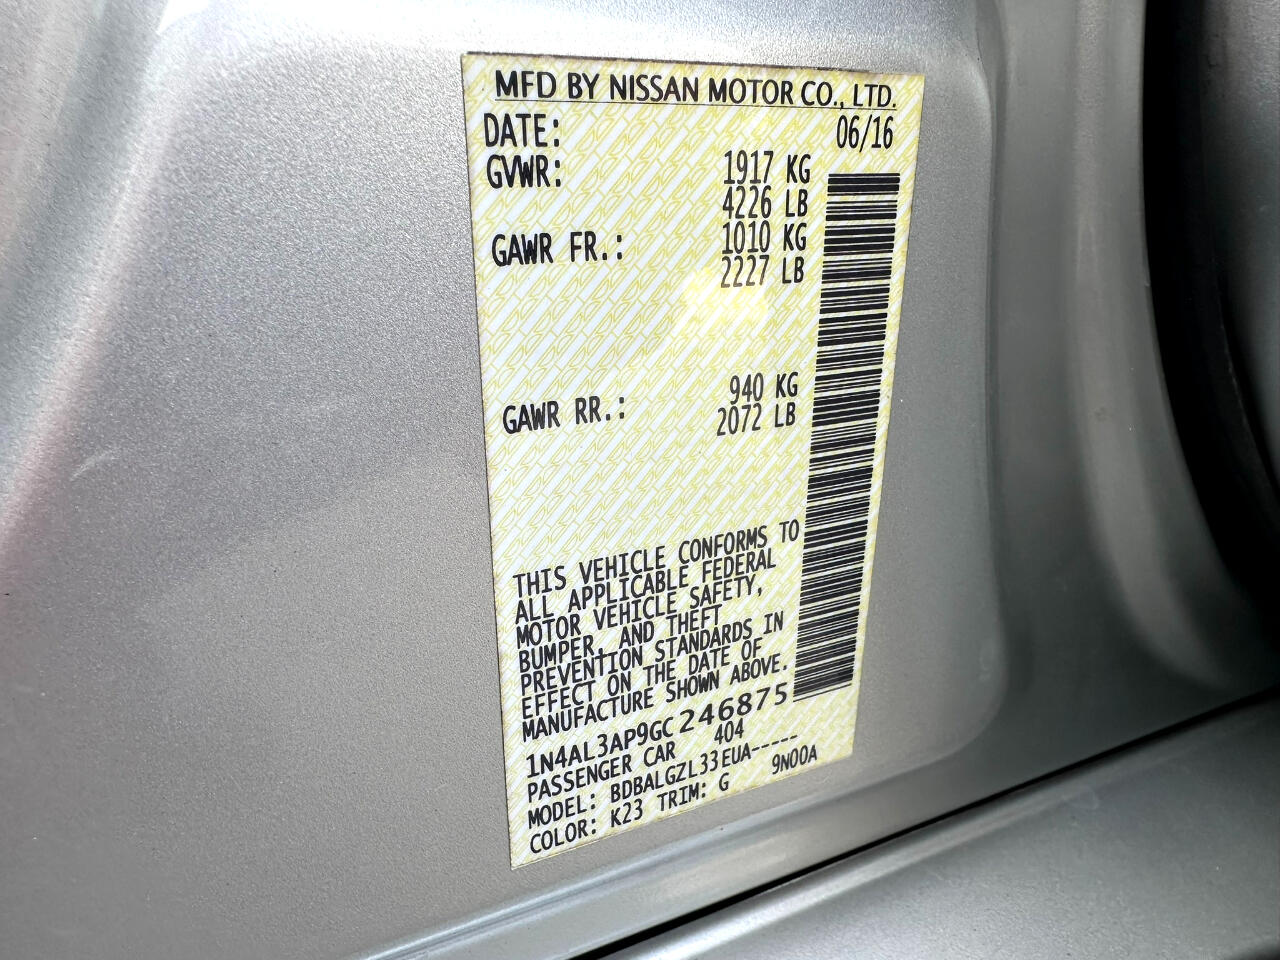 MFD BY NISSAN MOTOR CO., LTD.
DATE: 06/16
GVWR: 1917 KG
4226 LB
GAWR FR.: 1010 KG
2227 LB
GAWR RR.: 940 KG
2072 LB
THIS VEHICLE CONFORMS TO
ALL APPLICABLE FEDERAL
MOTOR VEHICLE SAFETY,
BUMPER, AND THEFT
PREVENTION STANDARDS IN
EFFECT ON THE DATE OF
MANUFACTURE SHOWN ABOVE.
1N4AL3AP9GC246875
PASSENGER CAR 404
MODEL: BDBALGZL33EUA-----
COLOR: K23 TRIM: G 9N00A